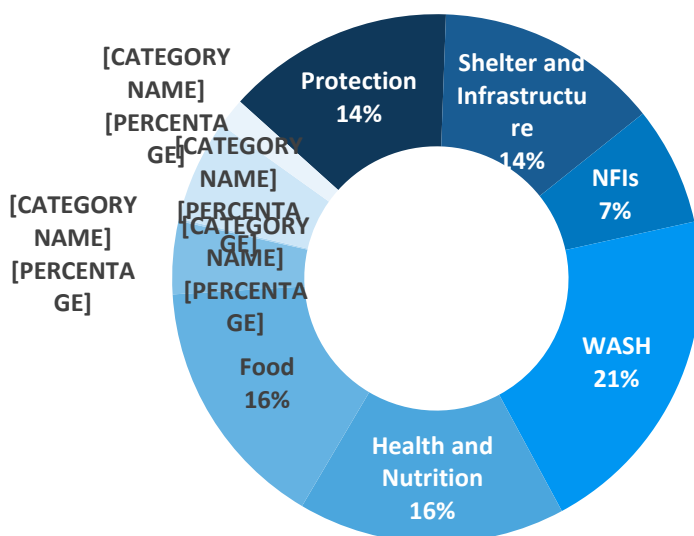 [CATEGORY
NAME]
[PERCENTA
GE]
Protection
14%
Shelter and
Infrastructu
re
14%
[CATEGORY
NAME]
[PERCENTA
GE]
NFIs
7%
[CATEGORY
NAME]
[PERCENTA
GE]
[CATEGORY
NAME]
[PERCENTA
GE]
WASH
21%
Food
16%
Health and
Nutrition
16%